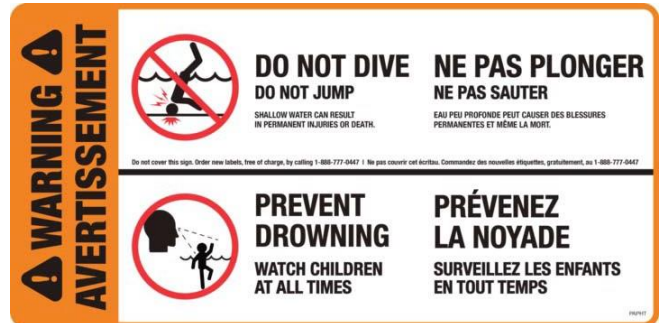 WARNING
AVERTISSEMENT
DO NOT DIVE
DO NOT JUMP
SHALLOW WATER CAN RESULT
IN PERMANENT INJURIES OR DEATH.
NE PAS PLONGER
NE PAS SAUTER
EAU PEU PROFONDE PEUT CAUSER DES BLESSURES
PERMANENTES ET MÊME LA MORT.
Do not cover this sign. Order new labels, free of charge, by calling 1-888-777-0447 | Ne pas couvrir cet écritau. Commandez des nouvelles étiquettes, gratuitement, au 1-888-777-0447
PREVENT
DROWNING
WATCH CHILDREN
AT ALL TIMES
PRÉVENEZ
LA NOYADE
SURVEILLEZ LES ENFANTS
EN TOUT TEMPS